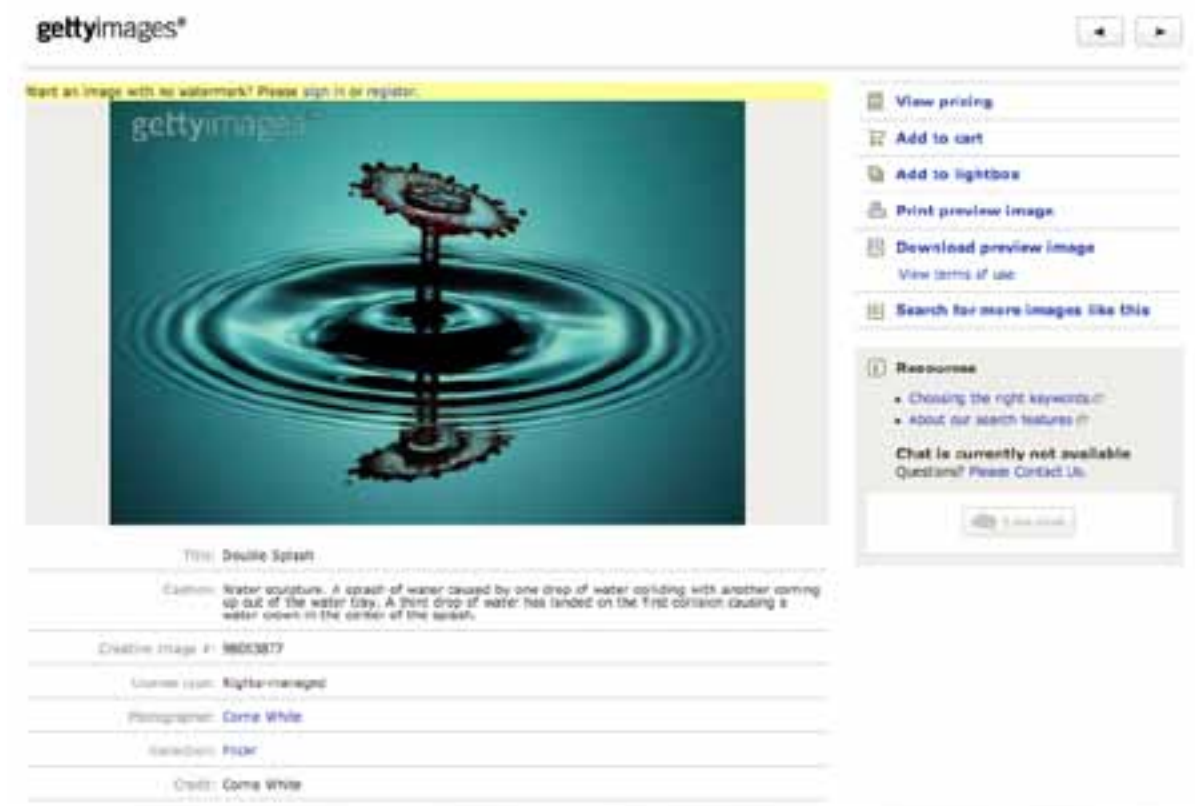 gettyimages®
Want an image with no watermark? Please sign in or register.
gettyimages
View pricing
Add to cart
Add to lightbox
Print preview image
Download preview image
View terms of use
Search for more images like this
Resources
Choosing the right keywords
About our search features
Chat is currently not available
Questions? Please Contact Us.
Title: Double Splash
Caption: Water sculpture. A splash of water caused by one drop of water colliding with another coming
up out of the water tray. A third drop of water has landed on the first collision causing a
water crown in the center of the splash.
Creative image #: 98053877
License type: Rights-managed
Photographer: Corrie White
Collection: Flickr
Credit: Corrie White